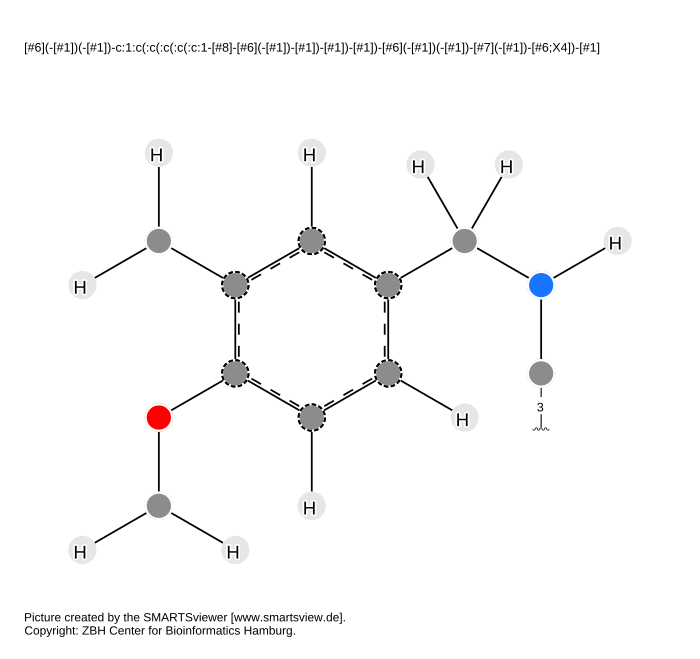 [#6](-[#1])(-[#1])-c:1:c(:c(:c(:c(:c:1-[#8]-[#6](-[#1])-[#1])-[#1])-[#1])-[#6](-[#1])(-[#1])-[#7](-[#1])-[#6;X4])-[#1]
H H
H H
H
H
3
H
H
H H
Picture created by the SMARTSviewer [www.smartsview.de].
Copyright: ZBH Center for Bioinformatics Hamburg.